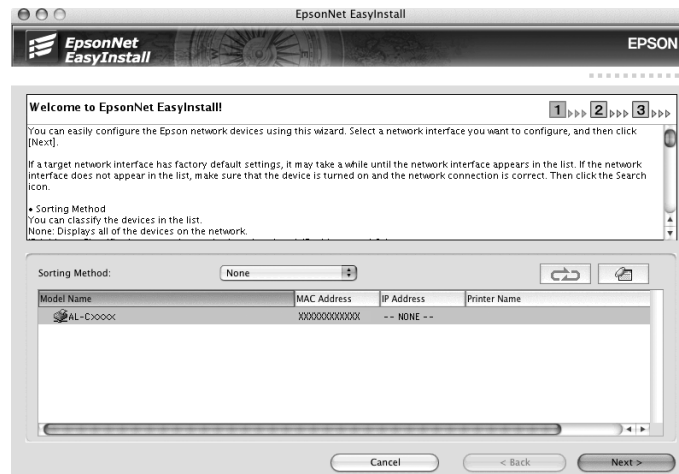 EpsonNet EasyInstall
EpsonNet
EasyInstall
EPSON
Welcome to EpsonNet EasyInstall!
1 2 3
You can easily configure the Epson network devices using this wizard. Select a network interface you want to configure, and then click
[Next].
If a target network interface has factory default settings, it may take a while until the network interface appears in the list. If the network
interface does not appear in the list, make sure that the device is turned on and the network connection is correct. Then click the Search
icon.
• Sorting Method
You can classify the devices in the list.
None: Displays all of the devices on the network.
Sorting Method: None
Model Name MAC Address IP Address Printer Name
AL-CXXXX XXXXXXXXXXXX -- NONE --
Cancel < Back Next >